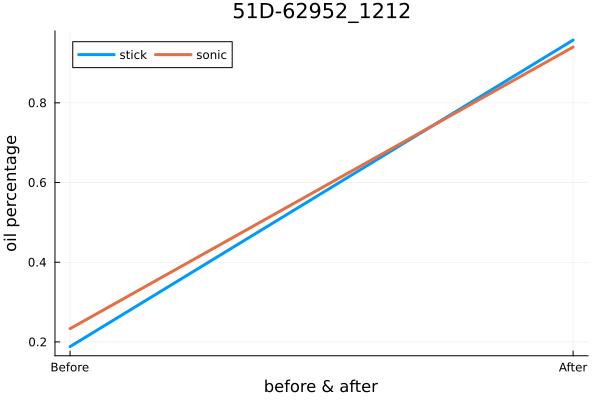 51D-62952_1212
stick sonic
oil percentage
0.8
0.6
0.4
0.2
Before After
before & after